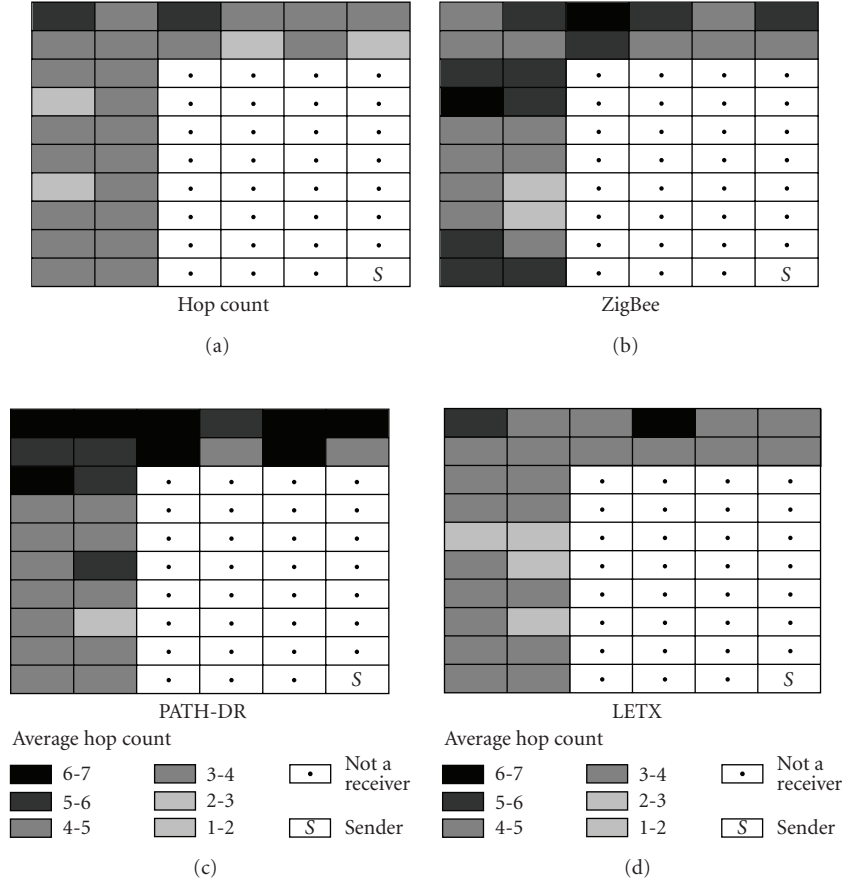 S
Hop count
(a)
S
ZigBee
(b)
S
PATH-DR
S
LETX
Average hop count
6-7
5-6
4-5
3-4
2-3
1-2
Not a
receiver
S Sender
(c)
Average hop count
6-7
5-6
4-5
3-4
2-3
1-2
Not a
receiver
S Sender
(d)